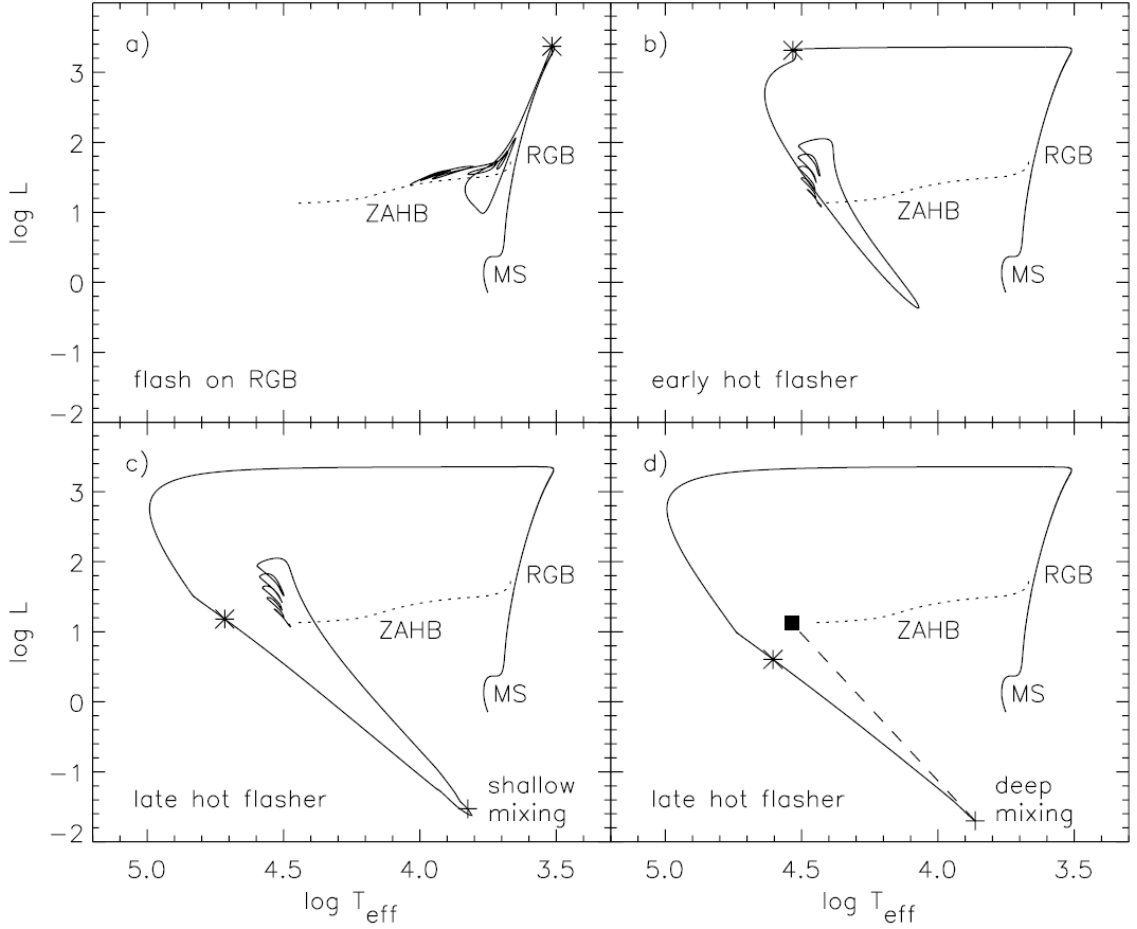 a)
b)
3
2
1
0
−1
−2
log L
RGB
ZAHB
MS
flash on RGB
RGB
ZAHB
MS
early hot flasher
c)
d)
3
2
1
0
−1
−2
log L
RGB
ZAHB
MS
late hot flasher
shallow
mixing
RGB
ZAHB
MS
late hot flasher
deep
mixing
5.0 4.5 4.0 3.5
5.0 4.5 4.0 3.5
log Teff
log Teff